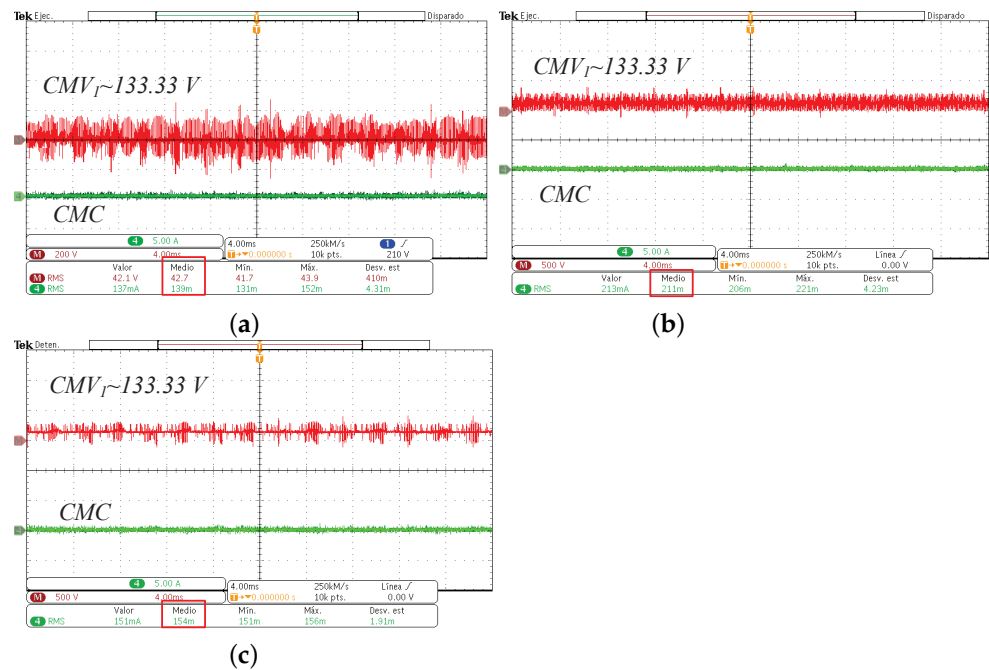 Tek Ejec. T Disparado
T
CMV_I~133.33 V
CMC
4 5.00 A
M 200 V 4.00ms
4.00ms 250kM/s 1 ∫
T→▼0.000000 s 10k pts. 210 V
Valor Medio Mín. Máx. Desv. est
M RMS 42.1 V 42.7 41.7 43.9 410m
4 RMS 137mA 139m 131m 152m 4.31m
(a)
Tek Ejec. T Disparado
T
CMV_I~133.33 V
CMC
4 5.00 A
M 500 V 4.00ms
4.00ms 250kM/s Línea ∫
T→▼0.000000 s 10k pts. 0.00 V
Valor Medio Mín. Máx. Desv. est
4 RMS 213mA 211m 206m 221m 4.23m
(b)
Tek Deten. T
T
CMV_I~133.33 V
CMC
4 5.00 A
M 500 V 4.00ms
4.00ms 250kM/s Línea ∫
T→▼0.000000 s 10k pts. 0.00 V
Valor Medio Mín. Máx. Desv. est
4 RMS 151mA 154m 151m 156m 1.91m
(c)